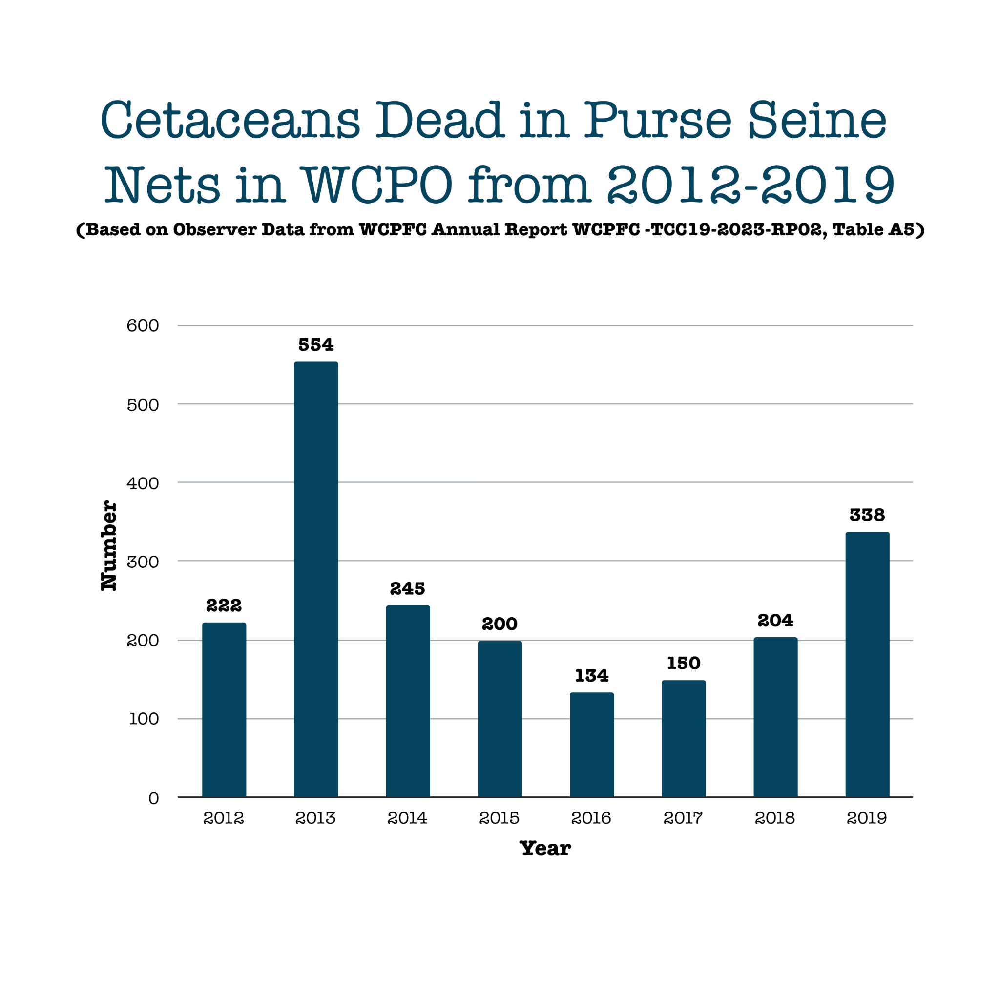 Cetaceans Dead in Purse Seine
Nets in WCPO from 2012-2019
(Based on Observer Data from WCPFC Annual Report WCPFC -TCC19-2023-RP02, Table A5)
600
554
500
400
338
300
245
222
204
200
200
150
134
100
0
Number
2012 2013 2014 2015 2016 2017 2018 2019
Year